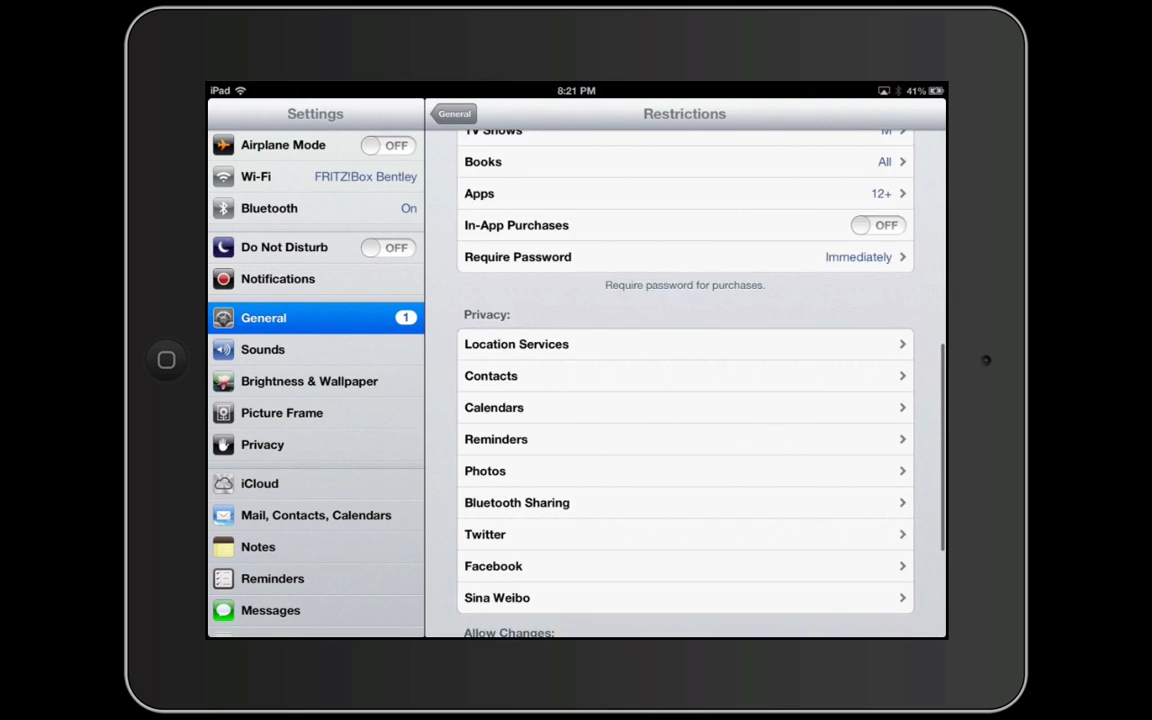 iPad 8:21 PM 41%
Settings
Airplane Mode OFF
Wi-Fi FRITZ!Box Bentley
Bluetooth On
Do Not Disturb OFF
Notifications
General 1
Sounds
Brightness & Wallpaper
Picture Frame
Privacy
iCloud
Mail, Contacts, Calendars
Notes
Reminders
Messages
General Restrictions
TV Shows M
Books All
Apps 12+
In-App Purchases OFF
Require Password Immediately
Require password for purchases.
Privacy:
Location Services
Contacts
Calendars
Reminders
Photos
Bluetooth Sharing
Twitter
Facebook
Sina Weibo
Allow Changes: